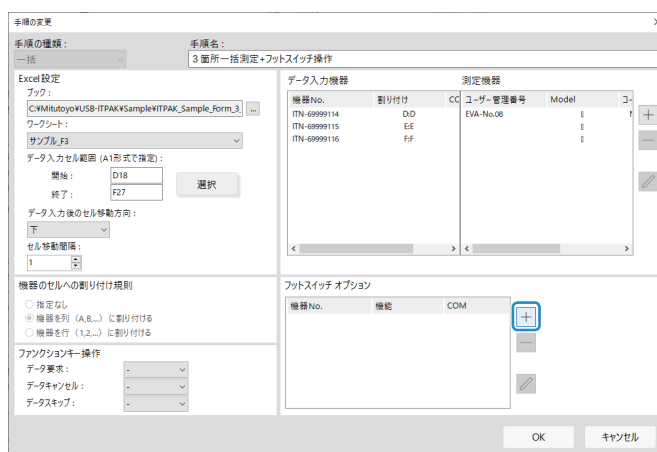 手順の変更
手順の種類：
手順名：
一括
3 箇所一括測定+フットスイッチ操作
Excel 設定
ブック：
C:¥Mitutoyo¥USB-ITPAK¥Sample¥ITPAK_Sample_Form_3_
...
ワークシート：
サンプル_F3
データ入力セル範囲 (A1形式で指定)：
開始：
D18
終了：
F27
選択
データ入力後のセル移動方向：
下
セル移動間隔：
1
データ入力機器
測定機器
機器No. 割り付け CC
ユーザー管理番号 Model コー
ITN-69999114 D:D
ITN-69999115 E:E
ITN-69999116 F:F
EVA-No.08
機器のセルへの割り付け規則
指定なし
機器を列 （A,B,...） に割り付ける
機器を行 （1,2,...） に割り付ける
フットスイッチ オプション
機器No. 機能 COM
ファンクションキー操作
データ要求： -
データキャンセル： -
データスキップ： -
OK
キャンセル